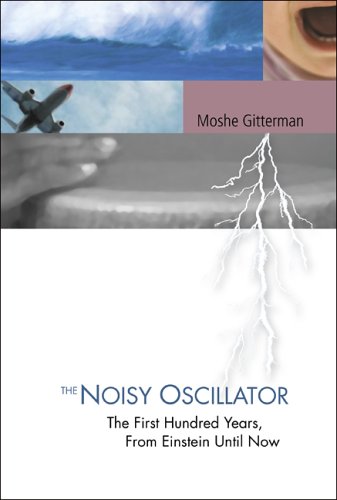 Moshe Gitterman
THE NOISY OSCILLATOR
The First Hundred Years,
From Einstein Until Now